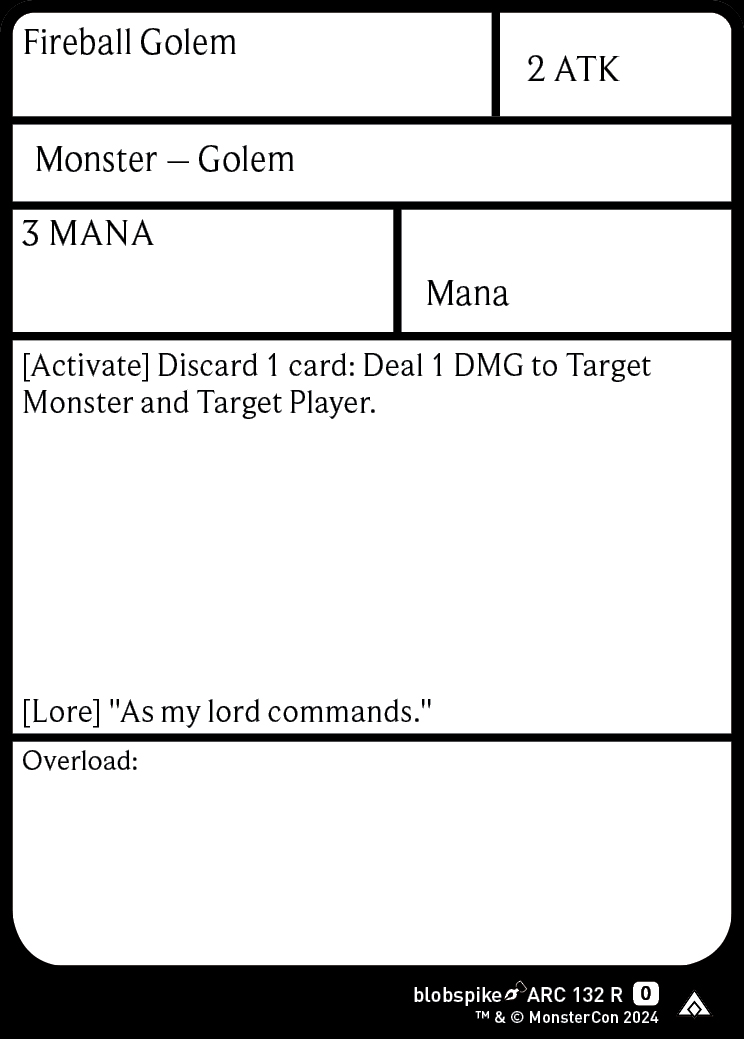 Fireball Golem
2 ATK
Monster – Golem
3 MANA
Mana
[Activate] Discard 1 card: Deal 1 DMG to Target
Monster and Target Player.
[Lore] "As my lord commands."
Overload:
blobspike ARC 132 R 0
™ & © MonsterCon 2024